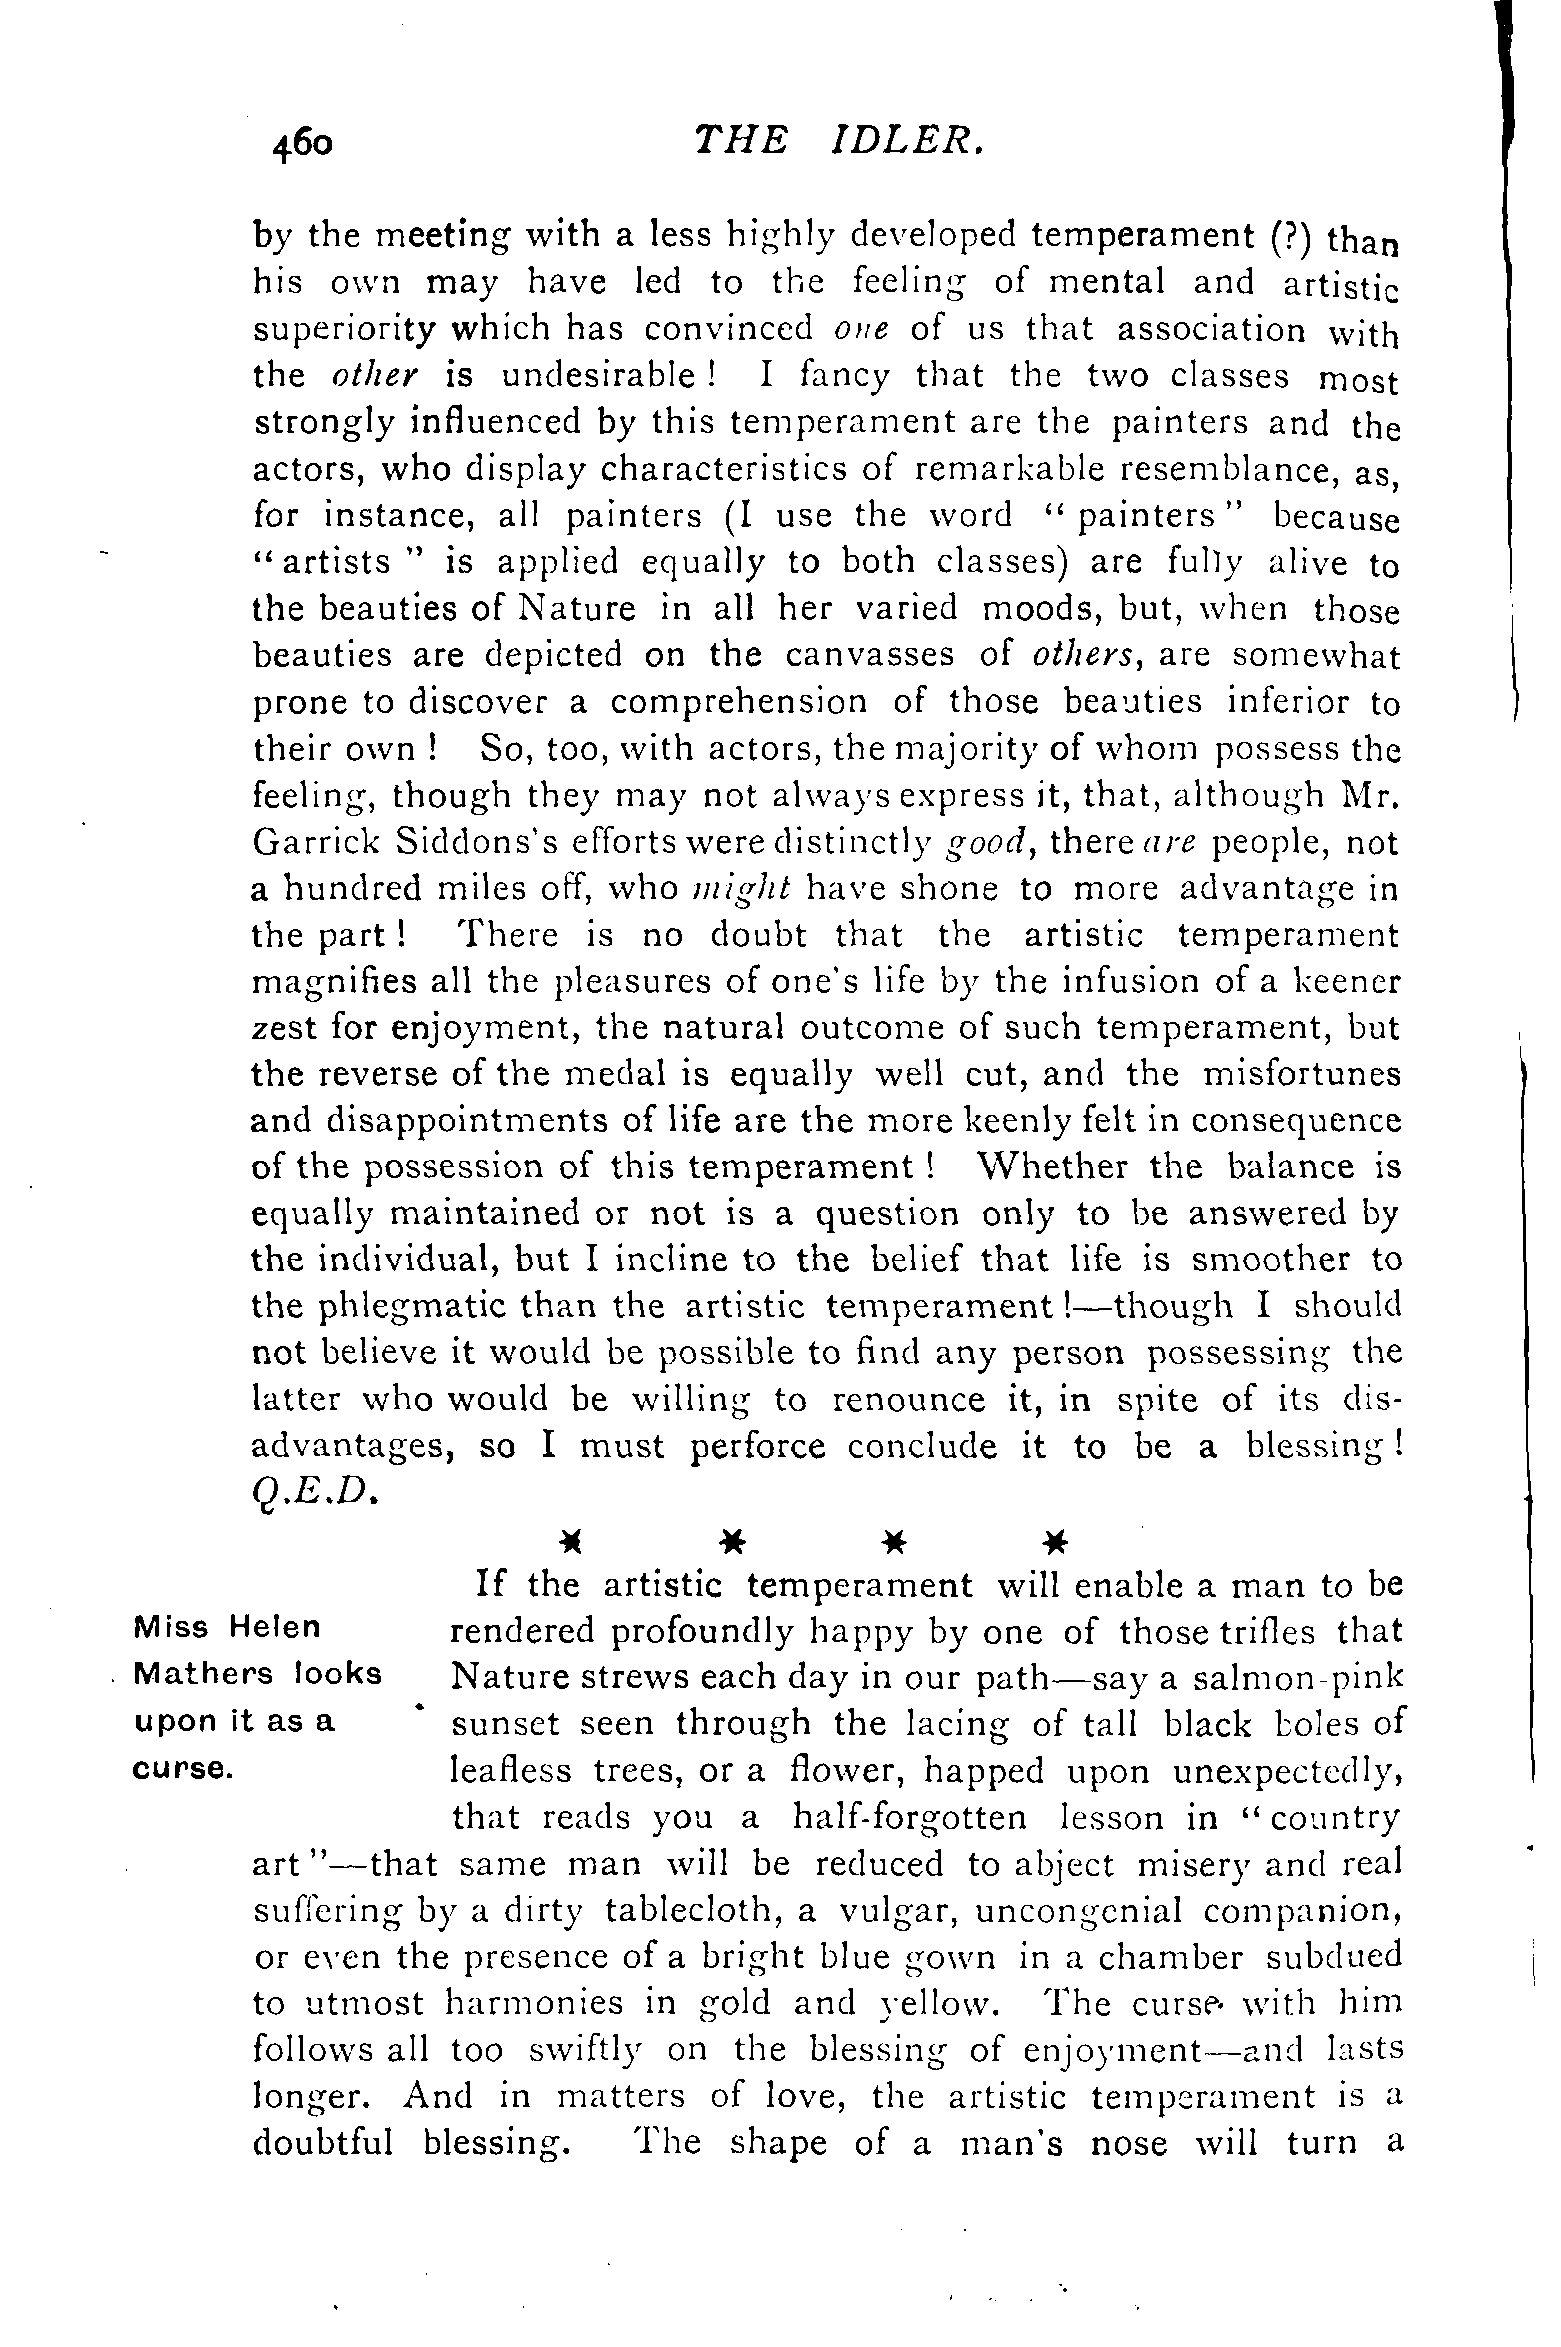 460 THE IDLER.
by the meeting with a less highly developed temperament (?) than
his own may have led to the feeling of mental and artistic
superiority which has convinced one of us that association with
the other is undesirable ! I fancy that the two classes most
strongly influenced by this temperament are the painters and the
actors, who display characteristics of remarkable resemblance, as,
for instance, all painters (I use the word “ painters ” because
“ artists ” is applied equally to both classes) are fully alive to
the beauties of Nature in all her varied moods, but, when those
beauties are depicted on the canvasses of others, are somewhat
prone to discover a comprehension of those beauties inferior to
their own ! So, too, with actors, the majority of whom possess the
feeling, though they may not always express it, that, although Mr.
Garrick Siddons's efforts were distinctly good, there are people, not
a hundred miles off, who might have shone to more advantage in
the part ! There is no doubt that the artistic temperament
magnifies all the pleasures of one's life by the infusion of a keener
zest for enjoyment, the natural outcome of such temperament, but
the reverse of the medal is equally well cut, and the misfortunes
and disappointments of life are the more keenly felt in consequence
of the possession of this temperament ! Whether the balance is
equally maintained or not is a question only to be answered by
the individual, but I incline to the belief that life is smoother to
the phlegmatic than the artistic temperament !—though I should
not believe it would be possible to find any person possessing the
latter who would be willing to renounce it, in spite of its dis-
advantages, so I must perforce conclude it to be a blessing !
Q.E.D.
* * * *
Miss Helen
Mathers looks
upon it as a
curse.
If the artistic temperament will enable a man to be
rendered profoundly happy by one of those trifles that
Nature strews each day in our path—say a salmon-pink
sunset seen through the lacing of tall black boles of
leafless trees, or a flower, happed upon unexpectedly,
that reads you a half-forgotten lesson in “ country
art ”—that same man will be reduced to abject misery and real
suffering by a dirty tablecloth, a vulgar, uncongenial companion,
or even the presence of a bright blue gown in a chamber subdued
to utmost harmonies in gold and yellow. The curse with him
follows all too swiftly on the blessing of enjoyment—and lasts
longer. And in matters of love, the artistic temperament is a
doubtful blessing. The shape of a man's nose will turn a